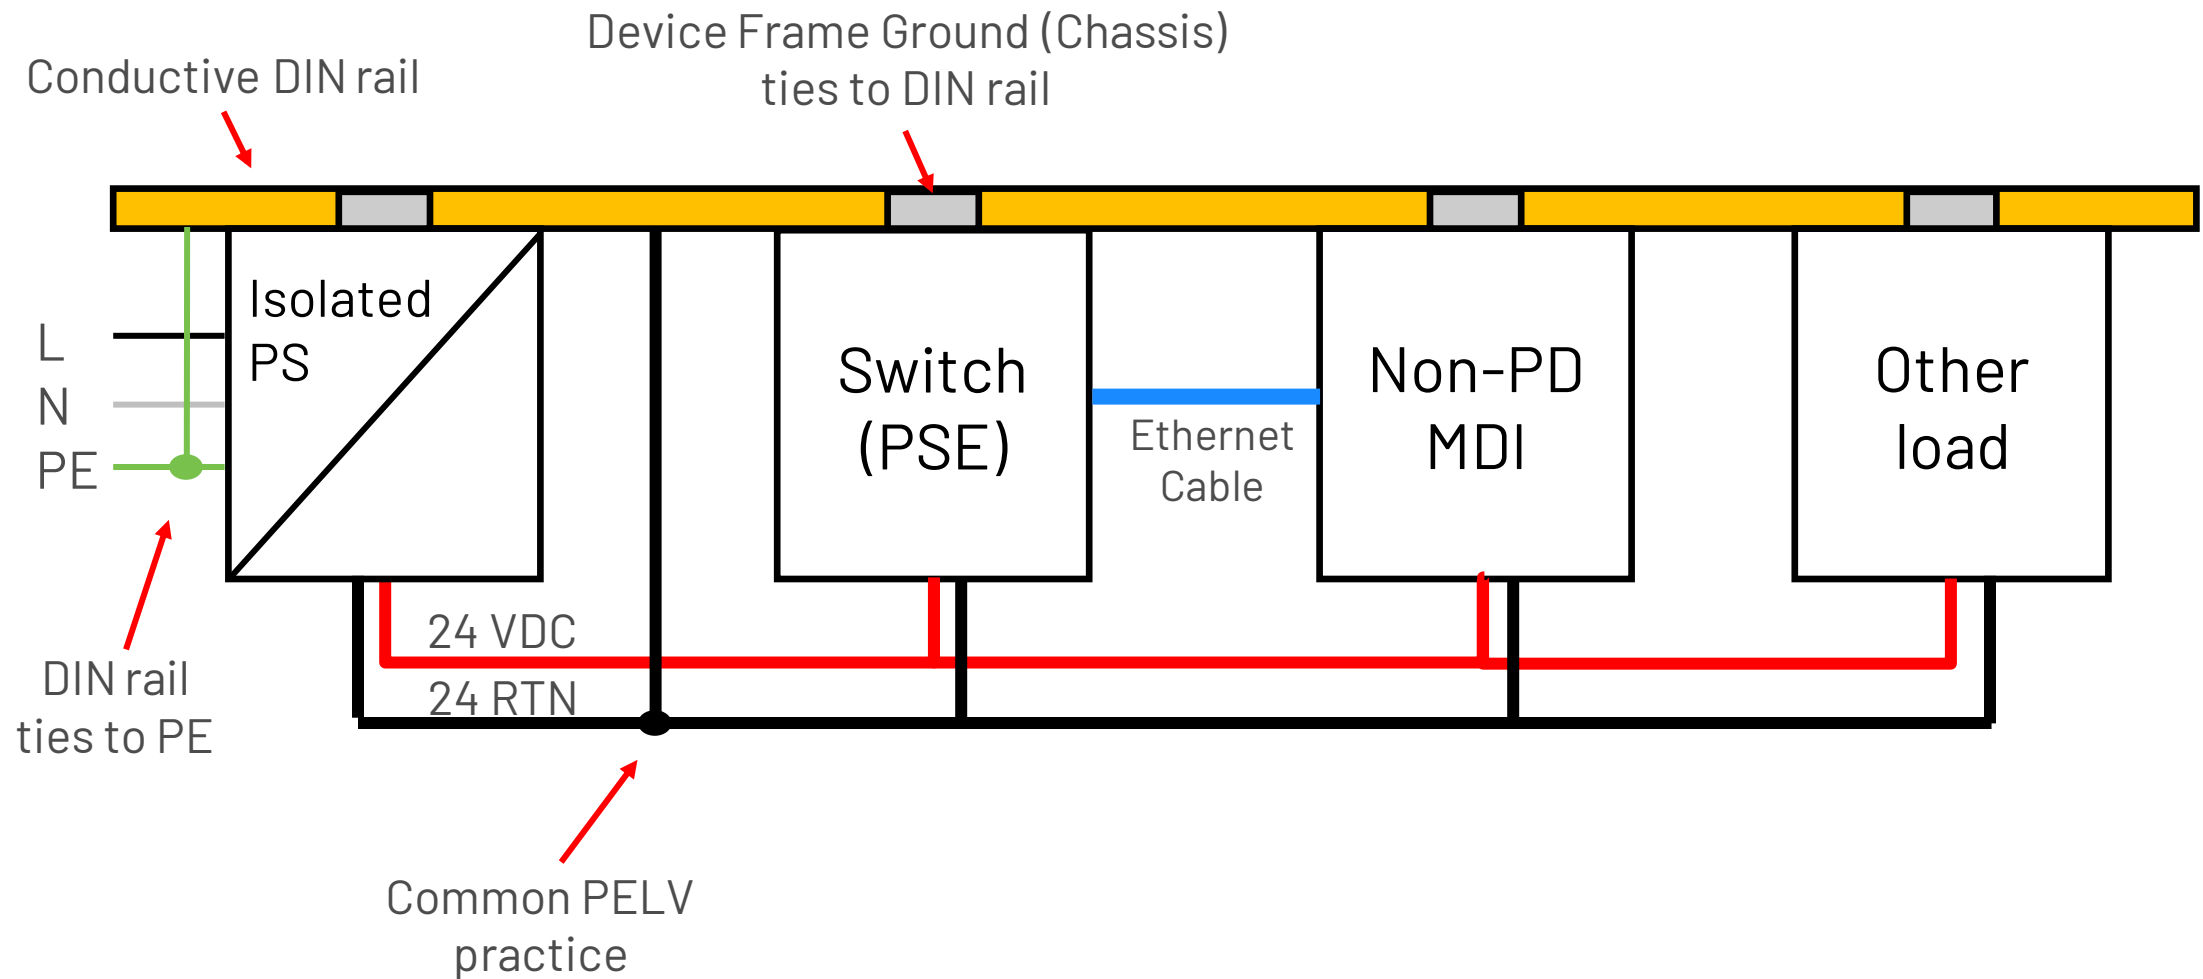 Device Frame Ground (Chassis)
ties to DIN rail
Conductive DIN rail
Isolated
PS
L
N
PE
Switch
(PSE)
Ethernet
Cable
Non-PD
MDI
Other
load
24 VDC
24 RTN
DIN rail
ties to PE
Common PELV
practice